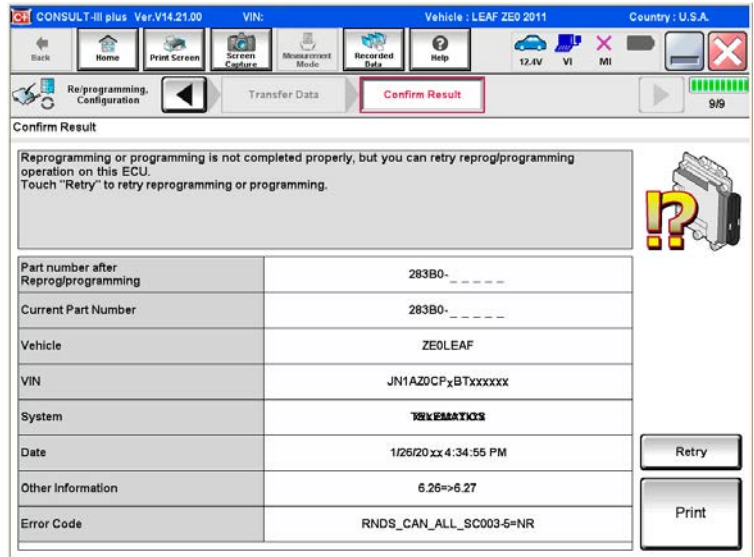 CONSULT-III plus Ver.V14.21.00 VIN: Vehicle : LEAF ZE0 2011 Country : U.S.A.
Back Home Print Screen Screen Capture Measurement Mode Recorded Data Help 12.4V VI MI
Re/programming, Configuration Transfer Data Confirm Result 9/9
Confirm Result
Reprogramming or programming is not completed properly, but you can retry reprog/programming
operation on this ECU.
Touch "Retry" to retry reprogramming or programming.
Part number after
Reprog/programming
283B0-_ _ _ _ _
Current Part Number 283B0-_ _ _ _ _
Vehicle ZE0LEAF
VIN JN1AZ0CPxBTxxxxxx
System
Date 1/26/20xx 4:34:55 PM
Retry
Other Information 6.26=>6.27
Error Code RNDS_CAN_ALL_SC003-5=NR
Print